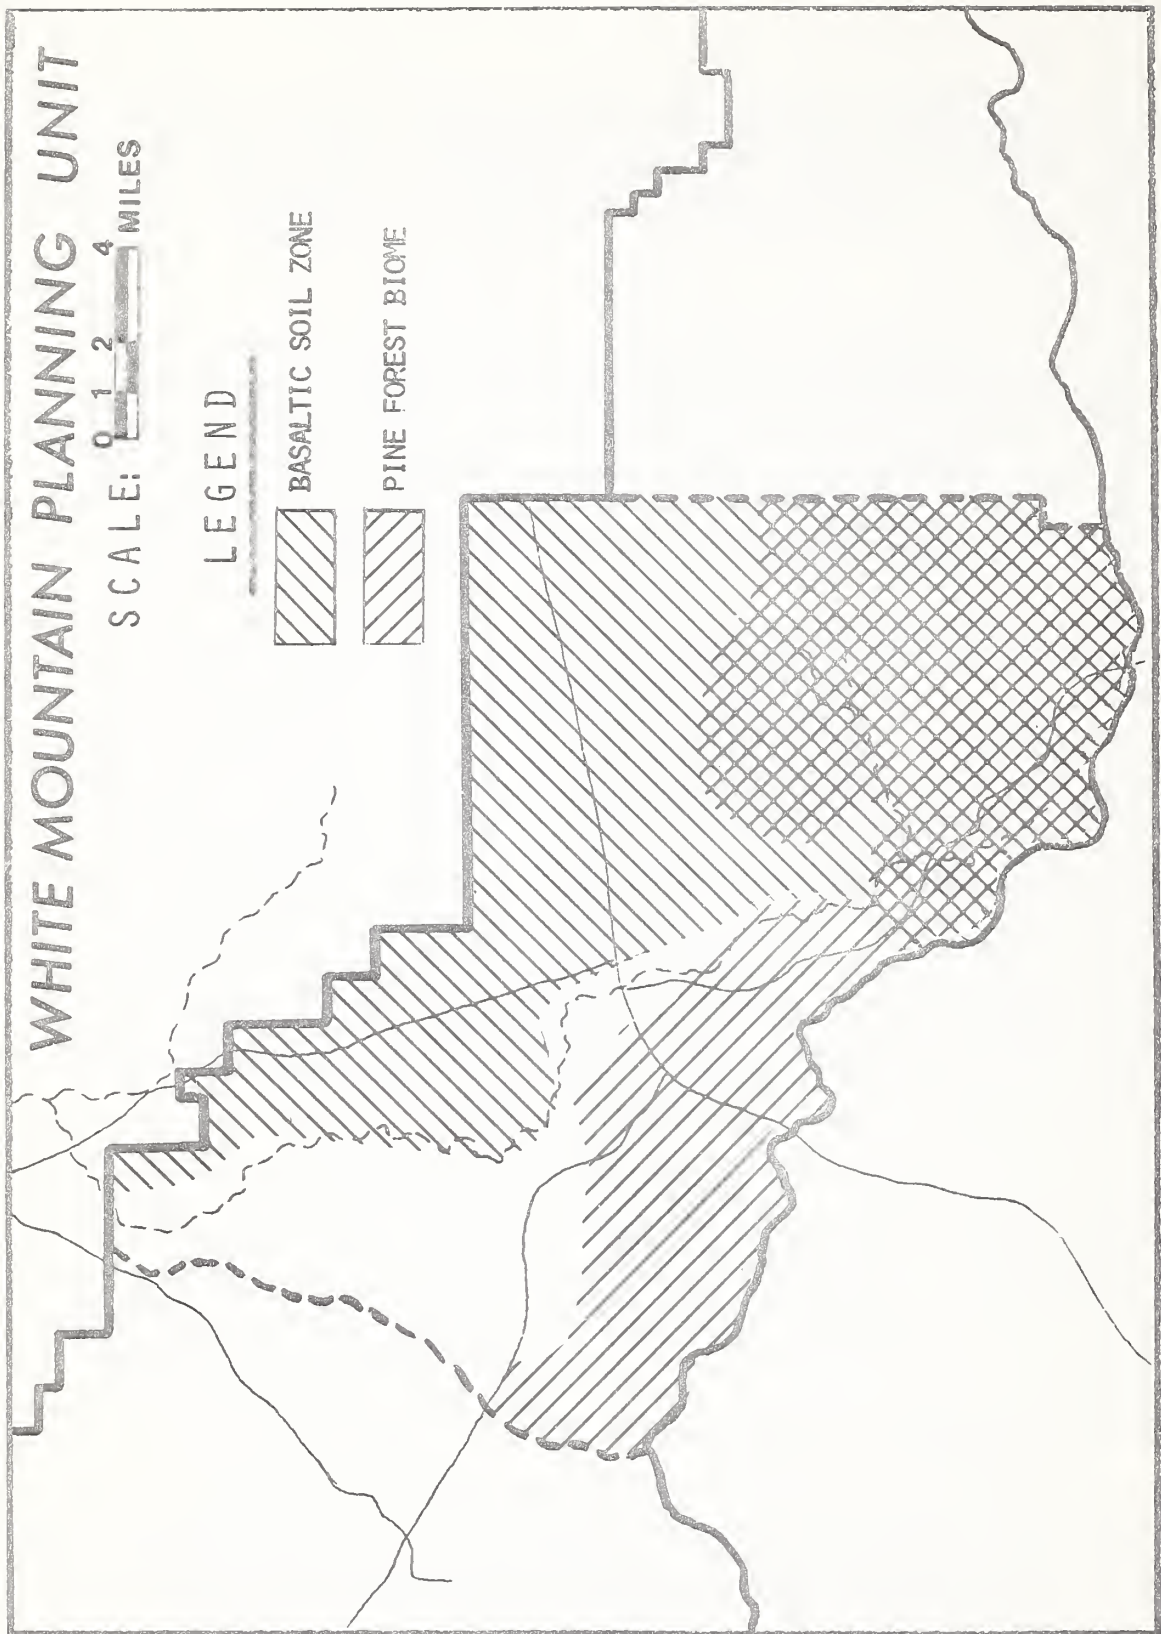 WHITE MOUNTAIN PLANNING UNIT
SCALE: 0 1 2 4 MILES
LEGEND
BASALTIC SOIL ZONE
PINE FOREST BIOME